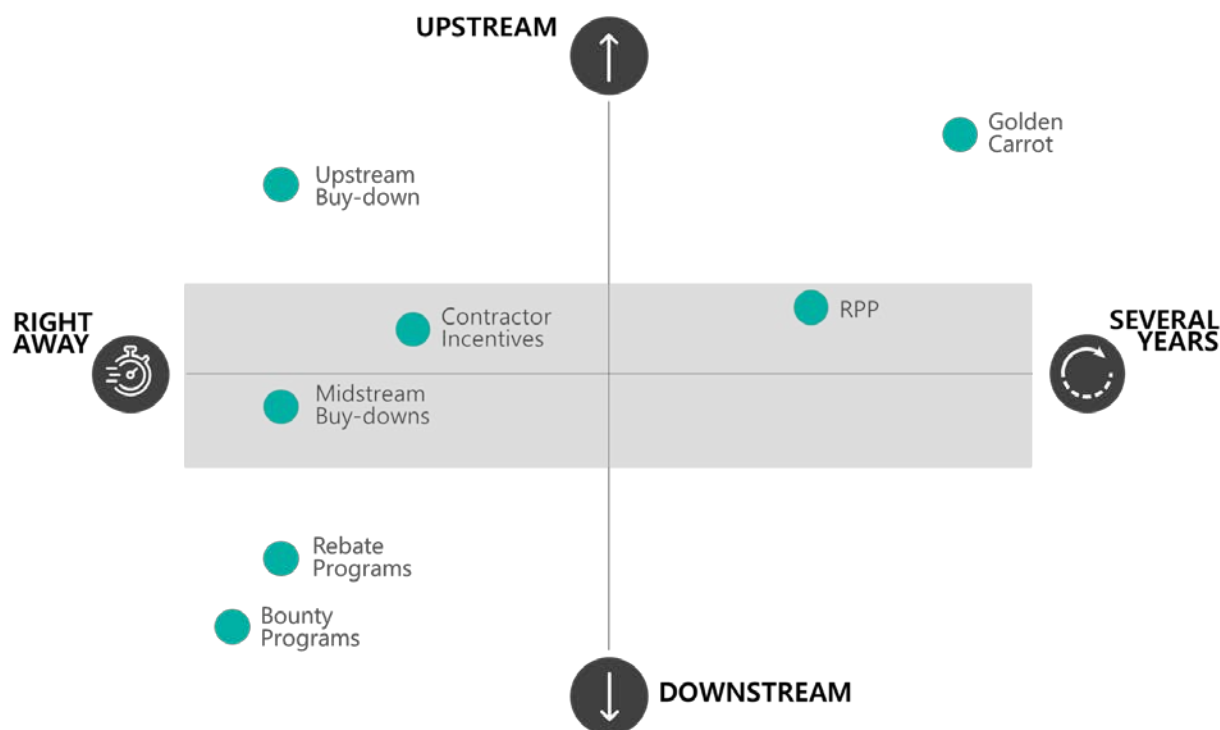 UPSTREAM
Golden
Carrot
Upstream
Buy-down
RIGHT
AWAY
Contractor
Incentives
RPP
SEVERAL
YEARS
Midstream
Buy-downs
Rebate
Programs
Bounty
Programs
DOWNSTREAM